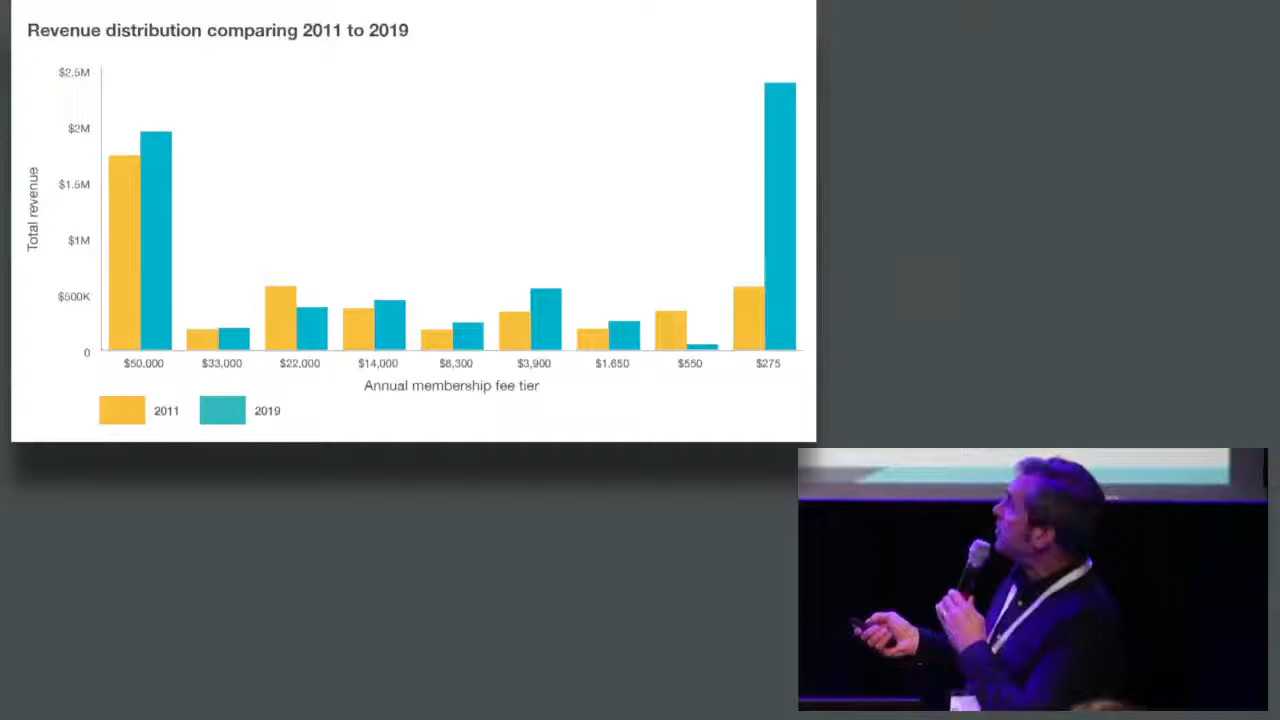 Revenue distribution comparing 2011 to 2019
$2.5M
$2M
$1.5M
$1M
$500K
0
Total revenue
$50,000 $33,000 $22,000 $14,000 $8,300 $3,900 $1,650 $550 $275
Annual membership fee tier
2011 2019